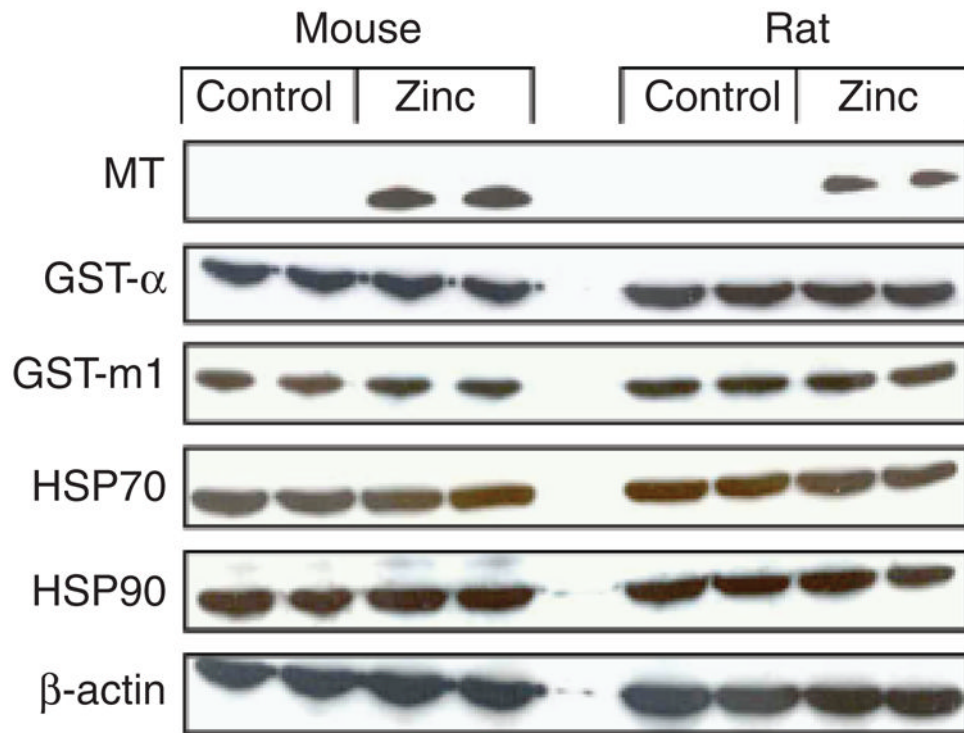 Mouse Rat
Control Zinc Control Zinc
MT
GST-α
GST-m1
HSP70
HSP90
β-actin